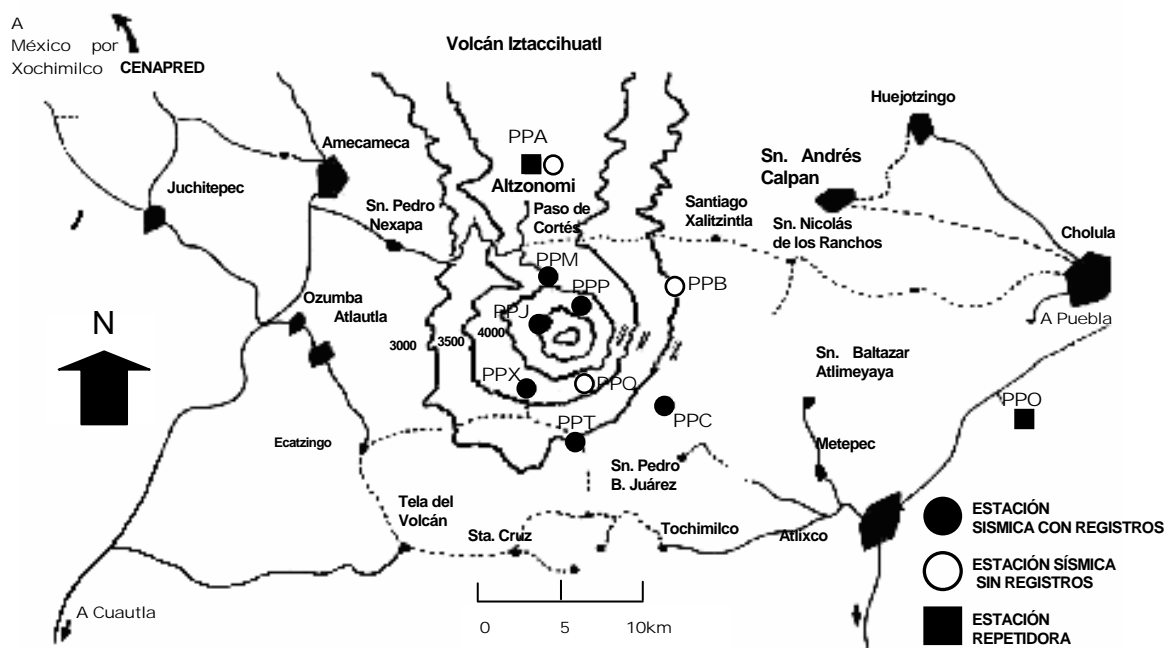 A
México por
Xochimilco CENAPRED
Volcán Iztaccihuatl
Huejotzingo
PPA
Amecameca
Sn. Andrés
Calpan
Altzonomi
Juchitepec
Sn. Pedro
Nexapa
Paso de
Cortés
Santiago
Xalitzintla
Sn. Nicolás
de los Ranchos
Cholula
PPM
PPP
PPB
Ozumba
Atlautla
PPJ
A Puebla
N
3000
3500
4000
Sn. Baltazar
Atlimeyaya
PPX
PPQ
PPC
PPO
PPT
Ecatzingo
Metepec
Sn. Pedro
B. Juárez
Tela del
Volcán
Sta. Cruz
Tochimilco
Atlixco
ESTACIÓN
SISMICA CON REGISTROS
ESTACIÓN SÍSMICA
SIN REGISTROS
A Cuautla
0 5 10km
ESTACIÓN
REPETIDORA